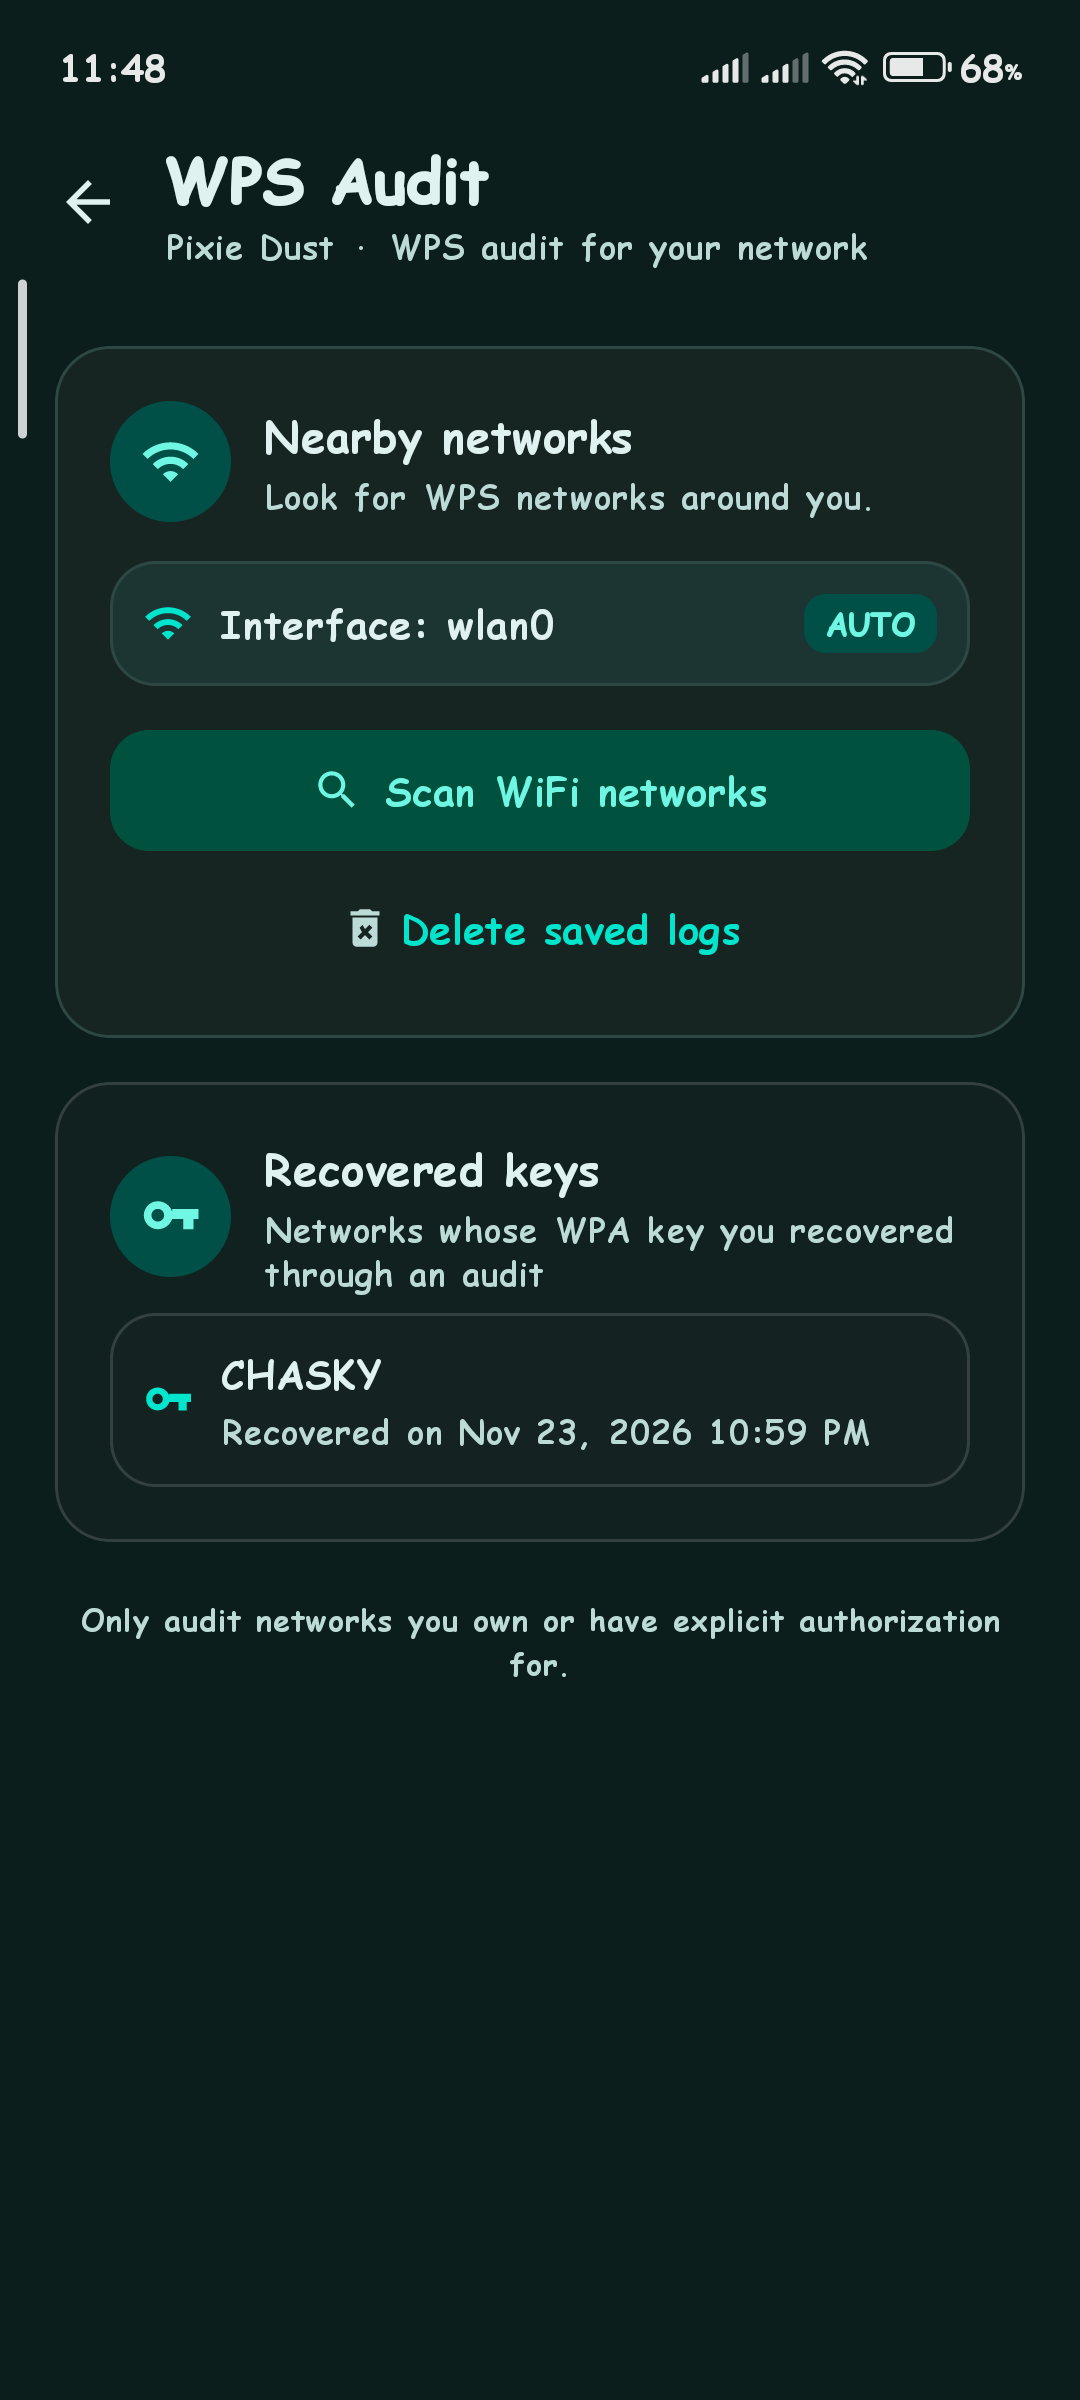 11:48
68%
WPS Audit
Pixie Dust · WPS audit for your network
Nearby networks
Look for WPS networks around you.
Interface: wlan0
AUTO
Scan WiFi networks
Delete saved logs
Recovered keys
Networks whose WPA key you recovered
through an audit
CHASKY
Recovered on Nov 23, 2026 10:59 PM
Only audit networks you own or have explicit authorization
for.